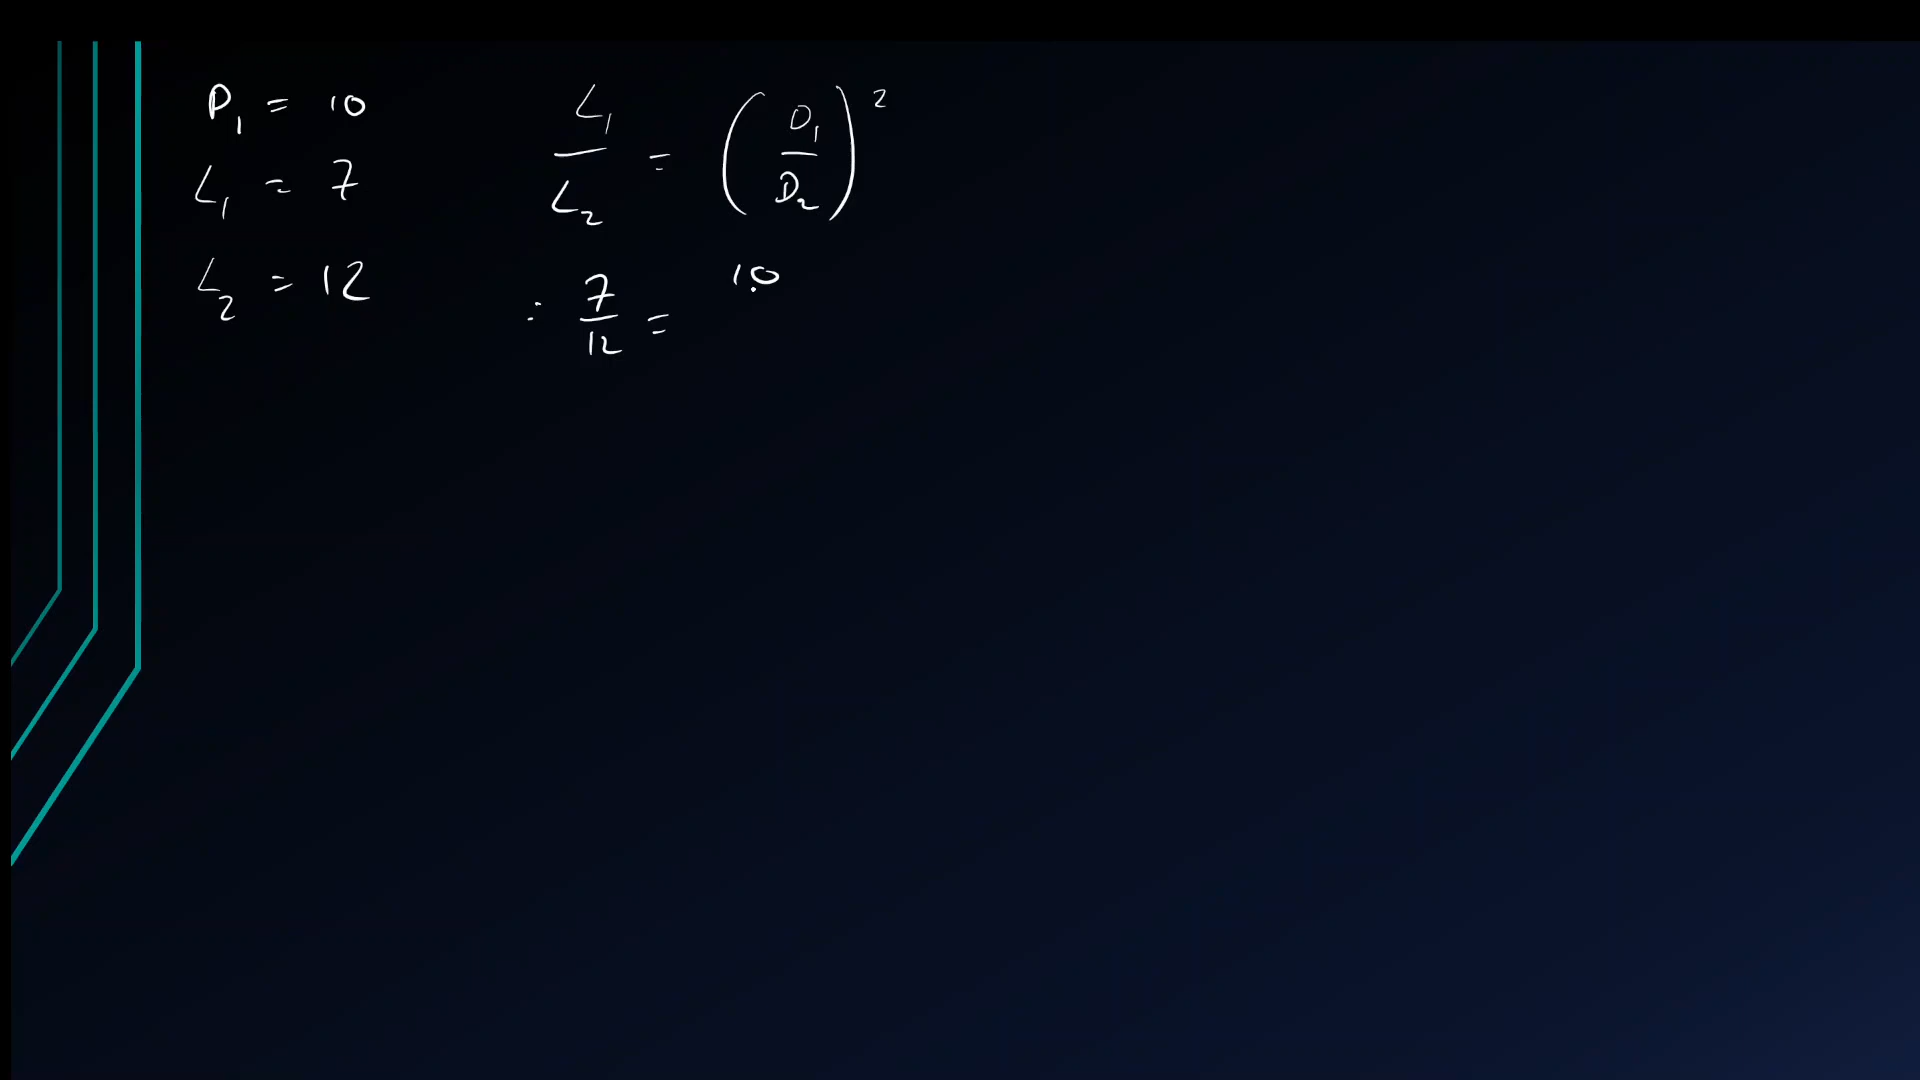 P₁ = 10
L₁ = 7
L₂ = 12
L₁/L₂ = (D₁/D₂)²
∴ 7/12 = 10